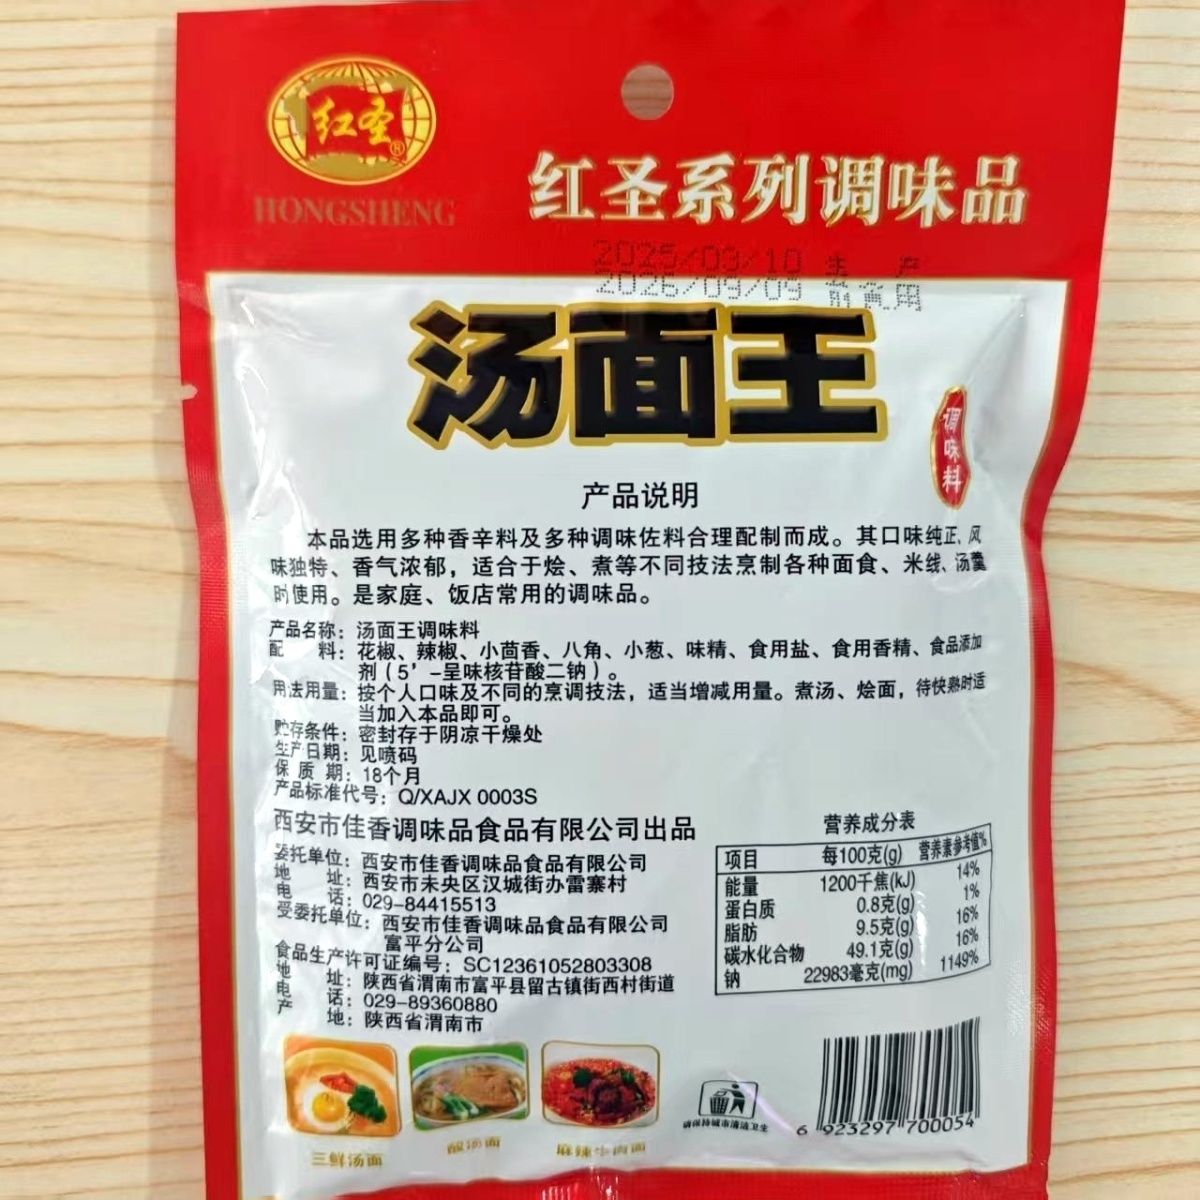 红圣®
HONGSHENG
红圣系列调味品
2025/03/10 生产
2026/09/09
汤面王
调味料
产品说明
本品选用多种香辛料及多种调味佐料合理配制而成。其口味纯正、风
味独特、香气浓郁，适合于烩、煮等不同技法烹制各种面食、米线、汤羹
时使用。是家庭、饭店常用的调味品。
产品名称：汤面王调味料
配 料：花椒、辣椒、小茴香、八角、小葱、味精、食用盐、食用香精、食品添加
剂（5’-呈味核苷酸二钠）。
用法用量：按个人口味及不同的烹调技法，适当增减用量。煮汤、烩面，待快熟时适
当加入本品即可。
贮存条件：密封存于阴凉干燥处
生产日期：见喷码
保 质 期：18个月
产品标准代号：Q/XAJX 0003S
西安市佳香调味品食品有限公司出品
委托单位：西安市佳香调味品食品有限公司
地 址：西安市未央区汉城街办雷寨村
电 话：029-84415513
受委托单位：西安市佳香调味品食品有限公司
富平分公司
食品生产许可证编号：SC12361052803308
地 址：陕西省渭南市富平县留古镇街西村街道
电 话：029-89360880
产 地：陕西省渭南市
营养成分表
项目 每100克(g) 营养素参考值%
能量 1200千焦(kJ) 14%
蛋白质 0.8克(g) 1%
脂肪 9.5克(g) 16%
碳水化合物 49.1克(g) 16%
钠 22983毫克(mg) 1149%
三鲜汤面
酸汤面
麻辣牛肉面
请保持城市清洁卫生
6 923297 700054